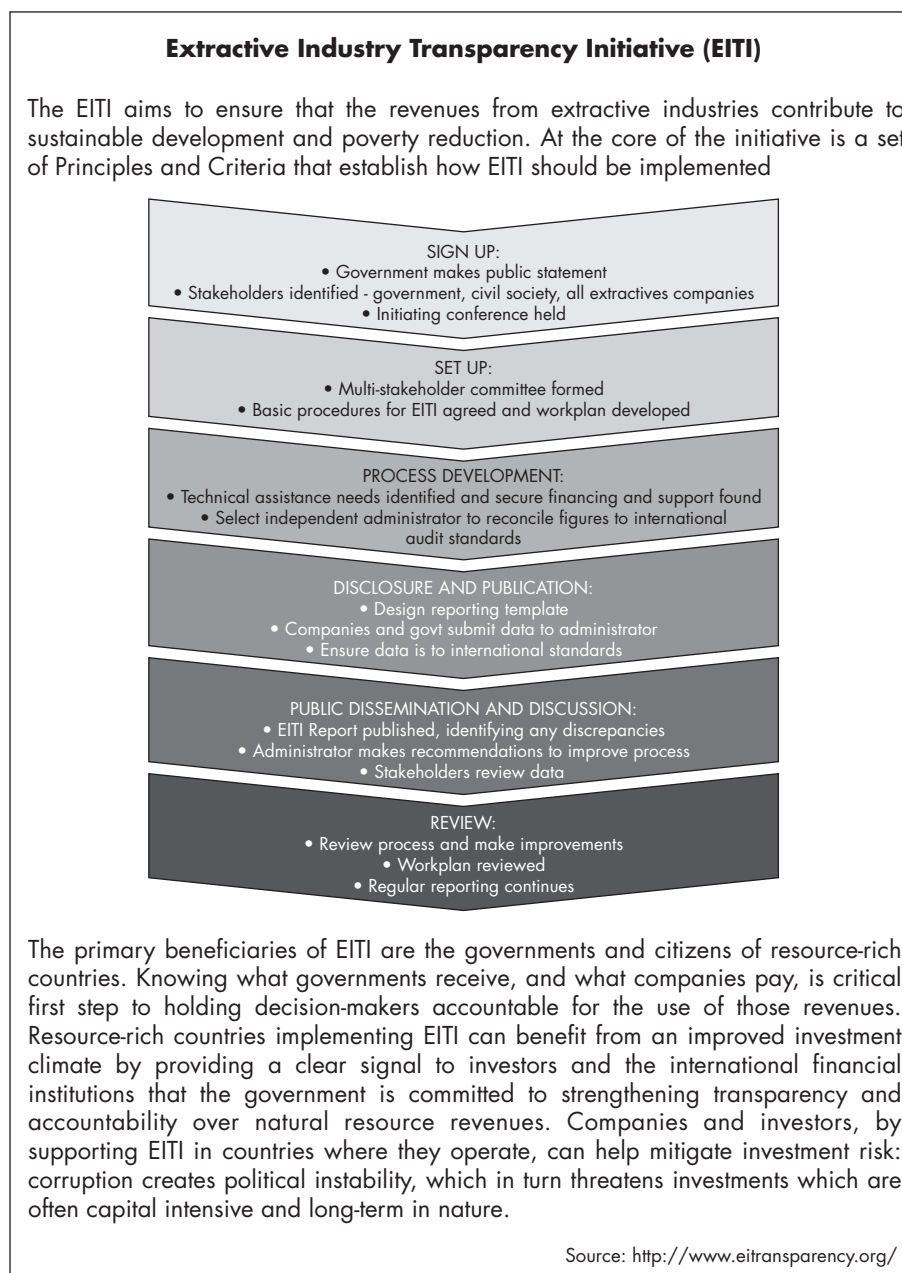 Extractive Industry Transparency Initiative (EITI)
The EITI aims to ensure that the revenues from extractive industries contribute to
sustainable development and poverty reduction. At the core of the initiative is a set
of Principles and Criteria that establish how EITI should be implemented
SIGN UP:
• Government makes public statement
• Stakeholders identified - government, civil society, all extractives companies
• Initiating conference held
SET UP:
• Multi-stakeholder committee formed
• Basic procedures for EITI agreed and workplan developed
PROCESS DEVELOPMENT:
• Technical assistance needs identified and secure financing and support found
• Select independent administrator to reconcile figures to international
audit standards
DISCLOSURE AND PUBLICATION:
• Design reporting template
• Companies and govt submit data to administrator
• Ensure data is to international standards
PUBLIC DISSEMINATION AND DISCUSSION:
• EITI Report published, identifying any discrepancies
• Administrator makes recommendations to improve process
• Stakeholders review data
REVIEW:
• Review process and make improvements
• Workplan reviewed
• Regular reporting continues
The primary beneficiaries of EITI are the governments and citizens of resource-rich
countries. Knowing what governments receive, and what companies pay, is critical
first step to holding decision-makers accountable for the use of those revenues.
Resource-rich countries implementing EITI can benefit from an improved investment
climate by providing a clear signal to investors and the international financial
institutions that the government is committed to strengthening transparency and
accountability over natural resource revenues. Companies and investors, by
supporting EITI in countries where they operate, can help mitigate investment risk:
corruption creates political instability, which in turn threatens investments which are
often capital intensive and long-term in nature.
Source: http://www.eitransparency.org/